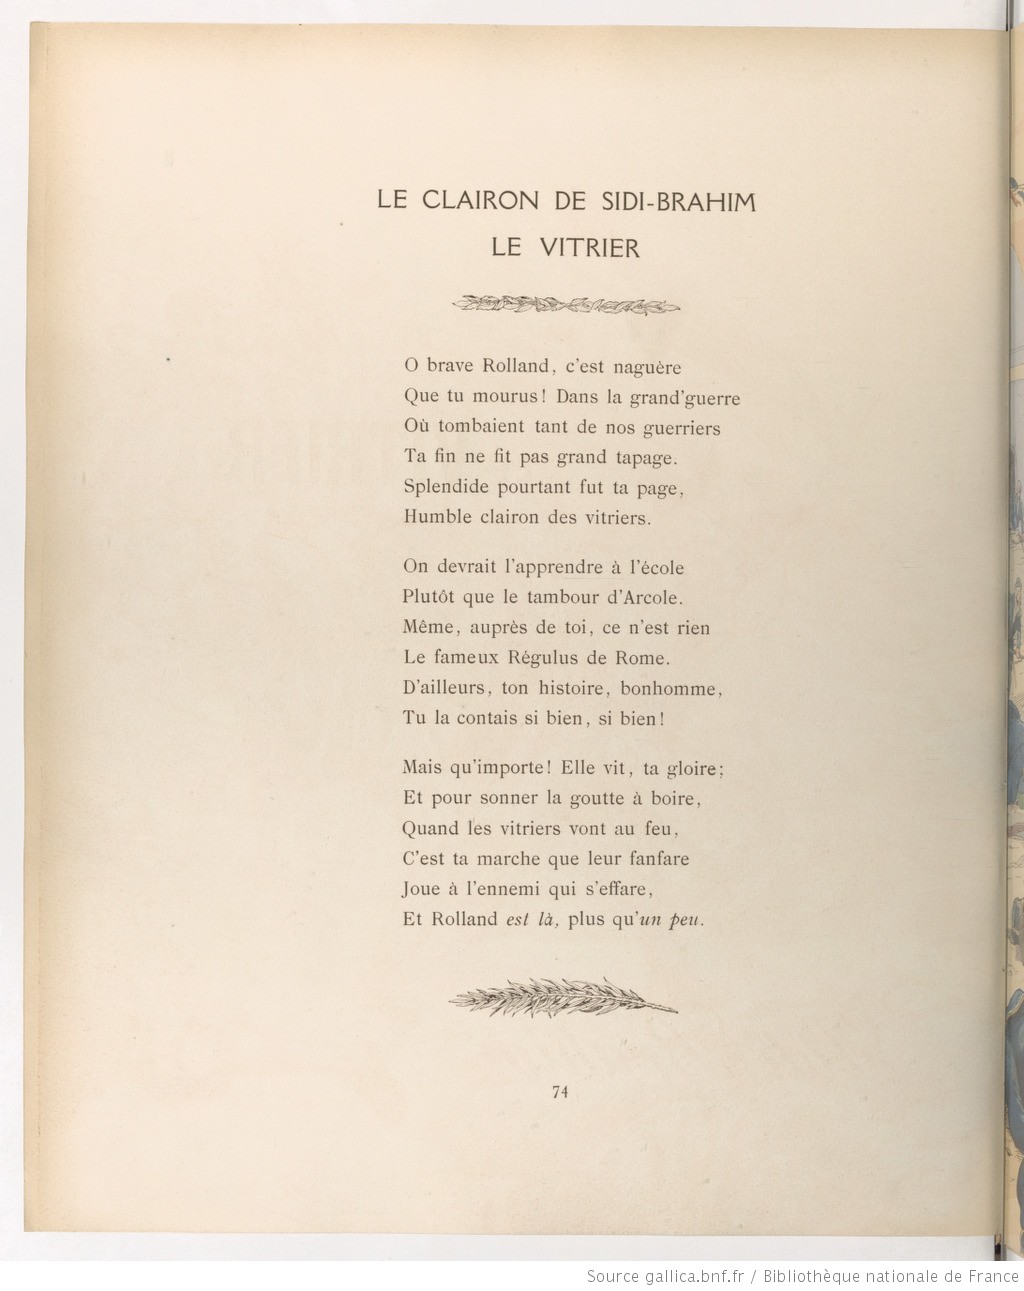 LE CLAIRON DE SIDI-BRAHIM
LE VITRIER
O brave Rolland, c'est naguère
Que tu mourus! Dans la grand'guerre
Où tombaient tant de nos guerriers
Ta fin ne fit pas grand tapage.
Splendide pourtant fut ta page,
Humble clairon des vitriers.
On devrait l'apprendre à l'école
Plutôt que le tambour d'Arcole.
Même, auprès de toi, ce n'est rien
Le fameux Régulus de Rome.
D'ailleurs, ton histoire, bonhomme,
Tu la contais si bien, si bien!
Mais qu'importe! Elle vit, ta gloire;
Et pour sonner la goutte à boire,
Quand les vitriers vont au feu,
C'est ta marche que leur fanfare
Joue à l'ennemi qui s'effare,
Et Rolland est là, plus qu'un peu.
74
Source gallica.bnf.fr / Bibliothèque nationale de France